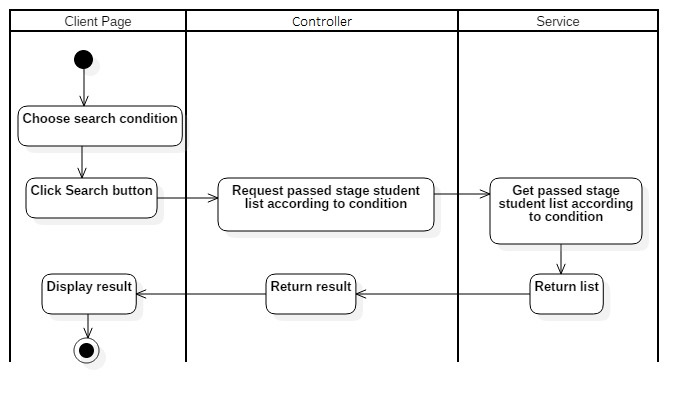 Client Page
Controller
Service
Choose search condition
Click Search button
Request passed stage student
list according to condition
Get passed stage
student list according
to condition
Display result
Return result
Return list